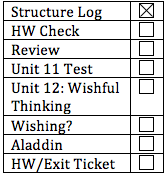 Structure Log
HW Check
Review
Unit 11 Test
Unit 12: Wishful
Thinking
Wishing?
Aladdin
HW/Exit Ticket